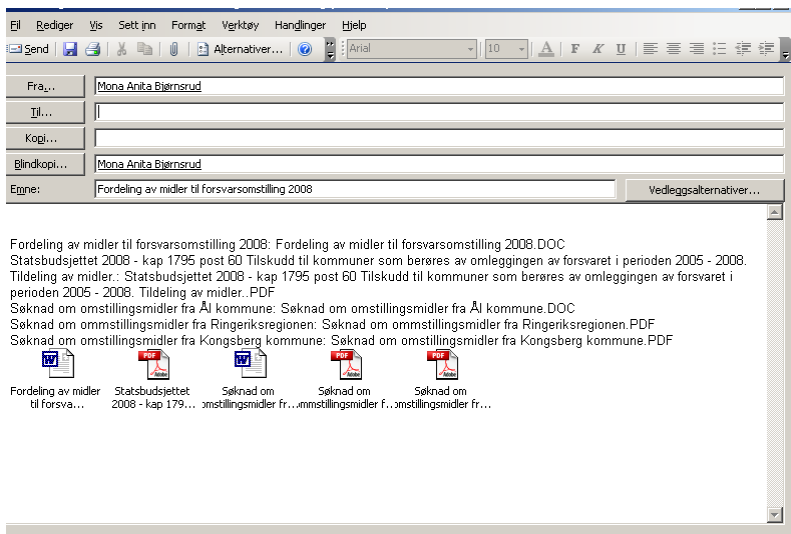 Fil Rediger Vis Sett inn Format Verktøy Handlinger Hjelp
Send Alternativer... Arial 10 A F K U
Fra... Mona Anita Bjørnsrud
Til...
Kopi...
Blindkopi... Mona Anita Bjørnsrud
Emne: Fordeling av midler til forsvarsomstilling 2008 Vedleggsalternativer...
Fordeling av midler til forsvarsomstilling 2008: Fordeling av midler til forsvarsomstilling 2008.DOC
Statsbudsjettet 2008 - kap 1795 post 60 Tilskudd til kommuner som berøres av omleggingen av forsvaret i perioden 2005 - 2008.
Tildeling av midler.: Statsbudsjettet 2008 - kap 1795 post 60 Tilskudd til kommuner som berøres av omleggingen av forsvaret i
perioden 2005 - 2008. Tildeling av midler..PDF
Søknad om omstillingsmidler fra Ål kommune: Søknad om omstillingsmidler fra Ål kommune.DOC
Søknad om ommstillingsmidler fra Ringeriksregionen: Søknad om ommstillingsmidler fra Ringeriksregionen.PDF
Søknad om omstillingsmidler fra Kongsberg kommune: Søknad om omstillingsmidler fra Kongsberg kommune.PDF
W PDF Adobe W PDF Adobe PDF Adobe
Fordeling av midler Statsbudsjettet Søknad om Søknad om Søknad om
til forsva... 2008 - kap 179... omstillingsmidler fr... ommstillingsmidler f... omstillingsmidler fr...